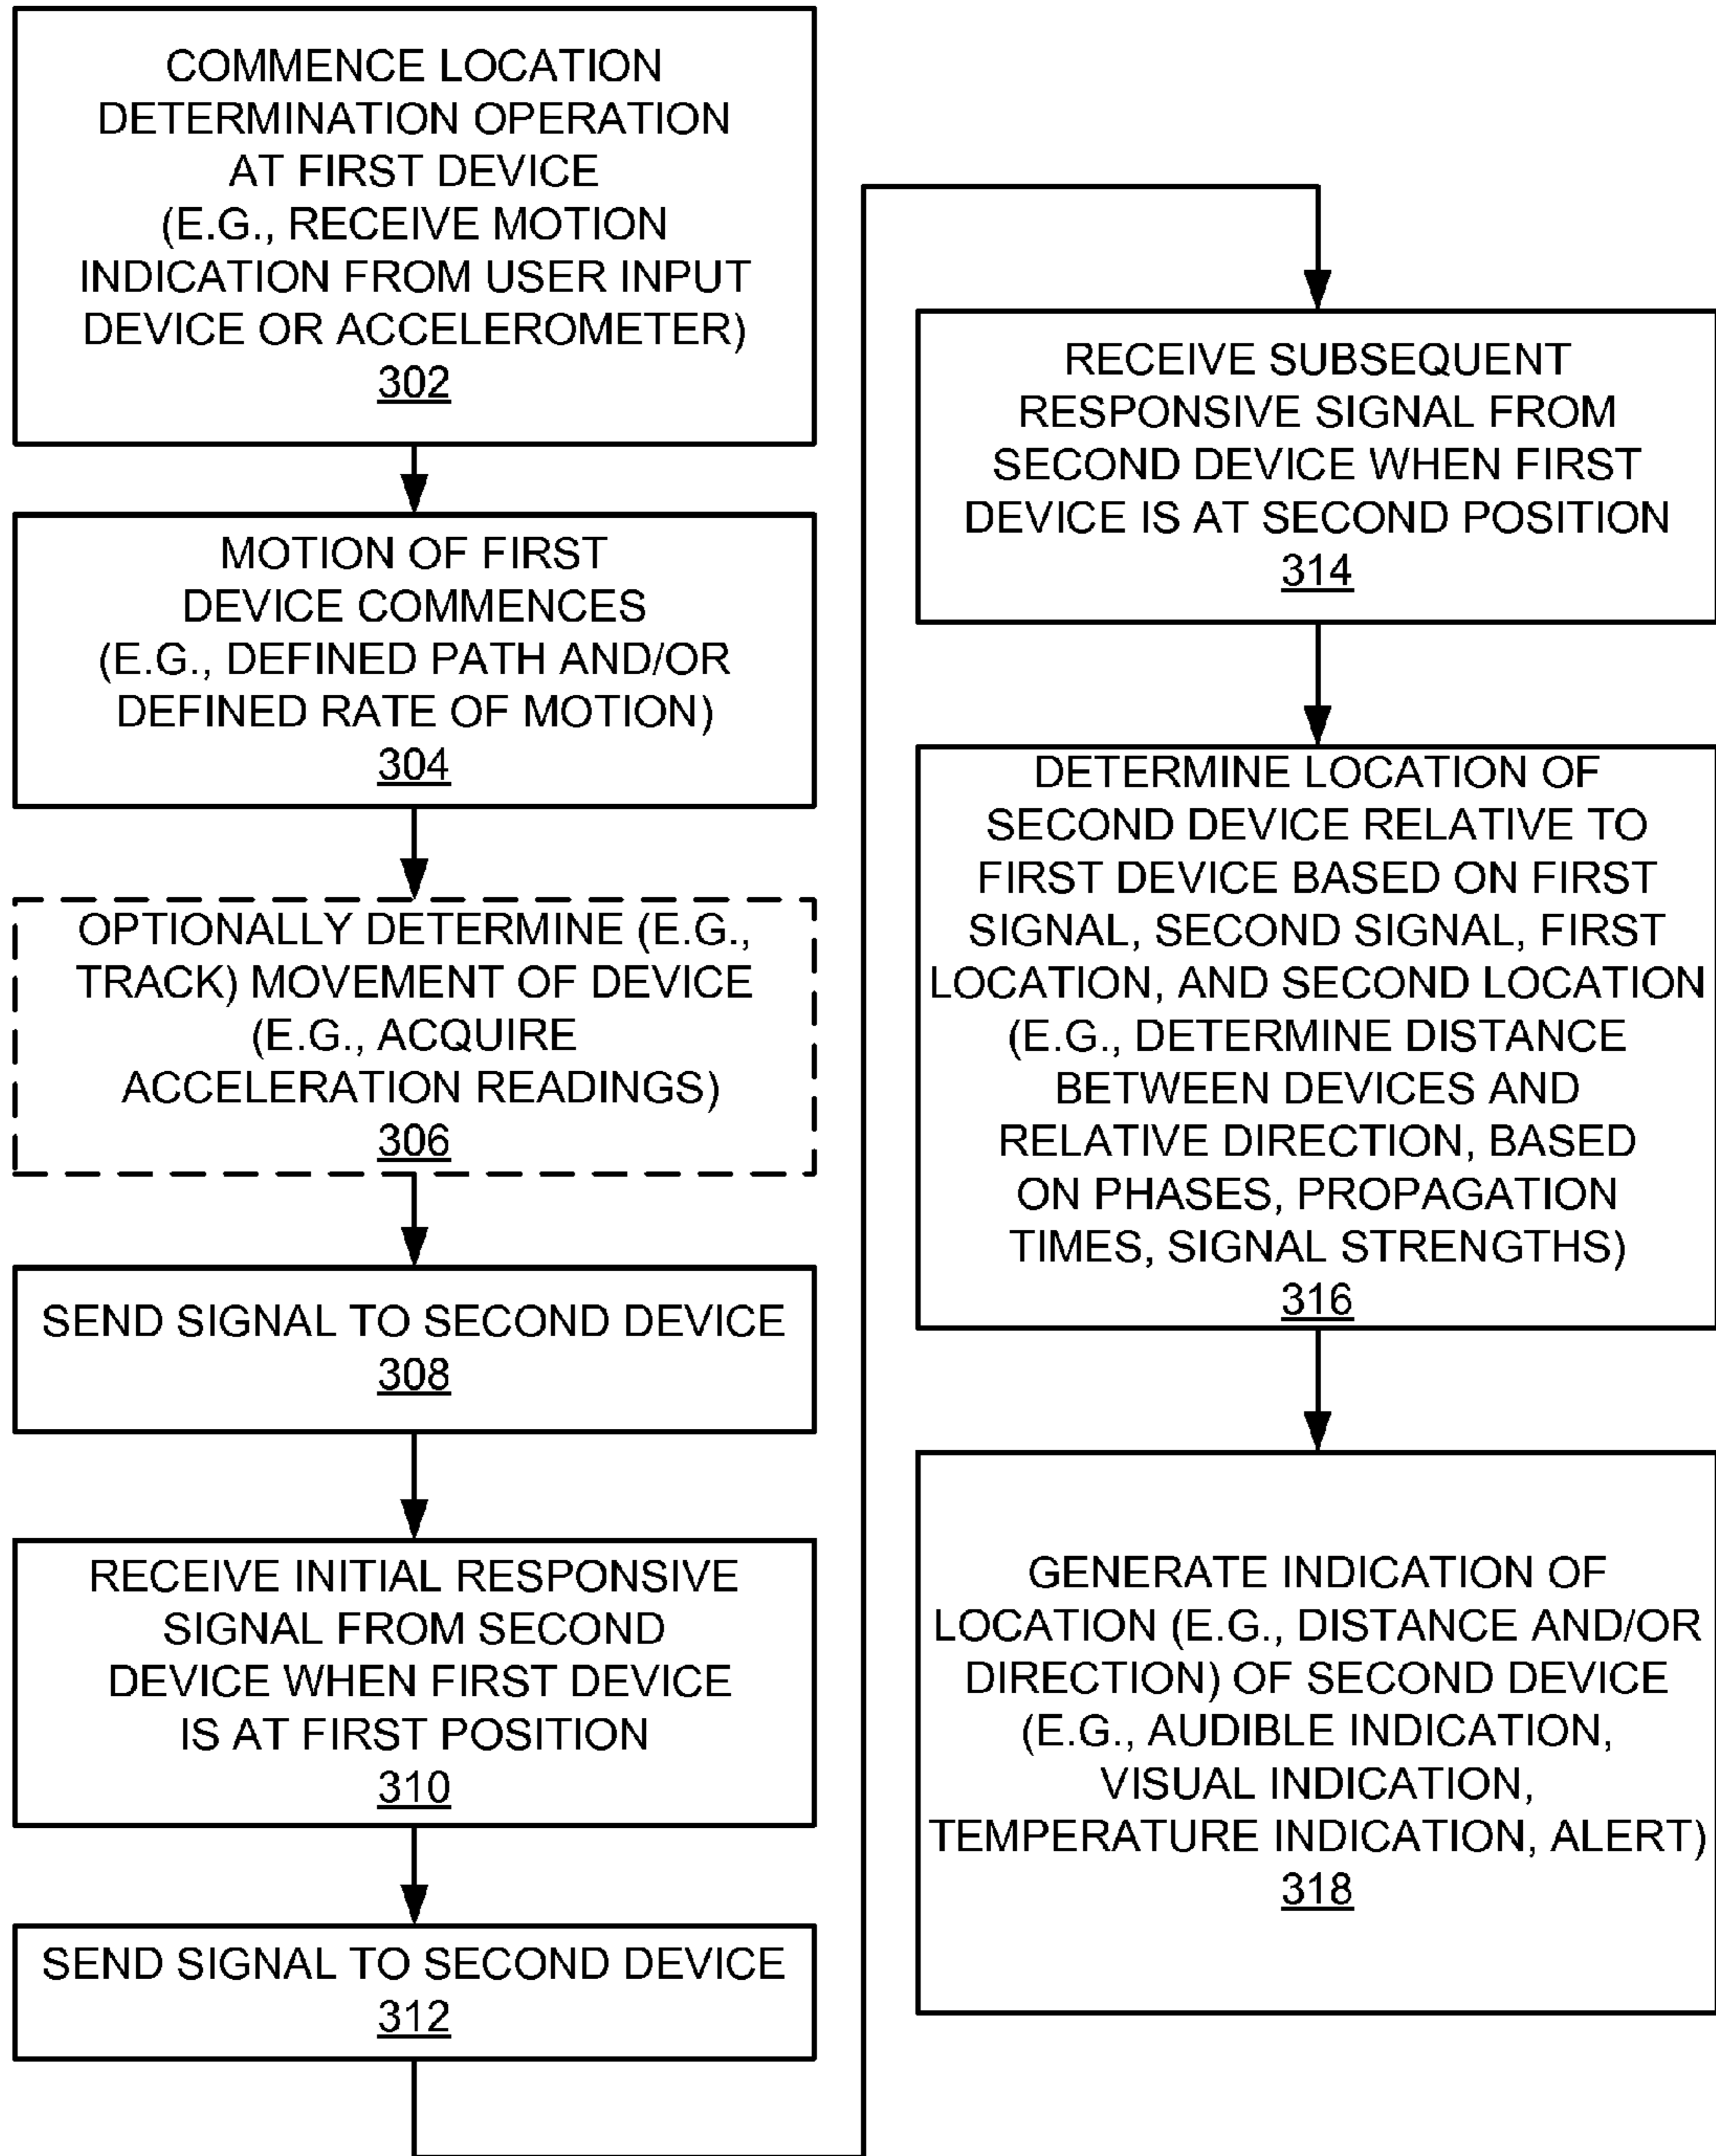 COMMENCE LOCATION
DETERMINATION OPERATION
AT FIRST DEVICE
(E.G., RECEIVE MOTION
INDICATION FROM USER INPUT
DEVICE OR ACCELEROMETER)
302
MOTION OF FIRST
DEVICE COMMENCES
(E.G., DEFINED PATH AND/OR
DEFINED RATE OF MOTION)
304
OPTIONALLY DETERMINE (E.G.,
TRACK) MOVEMENT OF DEVICE
(E.G., ACQUIRE
ACCELERATION READINGS)
306
SEND SIGNAL TO SECOND DEVICE
308
RECEIVE INITIAL RESPONSIVE
SIGNAL FROM SECOND
DEVICE WHEN FIRST DEVICE
IS AT FIRST POSITION
310
SEND SIGNAL TO SECOND DEVICE
312
RECEIVE SUBSEQUENT
RESPONSIVE SIGNAL FROM
SECOND DEVICE WHEN FIRST
DEVICE IS AT SECOND POSITION
314
DETERMINE LOCATION OF
SECOND DEVICE RELATIVE TO
FIRST DEVICE BASED ON FIRST
SIGNAL, SECOND SIGNAL, FIRST
LOCATION, AND SECOND LOCATION
(E.G., DETERMINE DISTANCE
BETWEEN DEVICES AND
RELATIVE DIRECTION, BASED
ON PHASES, PROPAGATION
TIMES, SIGNAL STRENGTHS)
316
GENERATE INDICATION OF
LOCATION (E.G., DISTANCE AND/OR
DIRECTION) OF SECOND DEVICE
(E.G., AUDIBLE INDICATION,
VISUAL INDICATION,
TEMPERATURE INDICATION, ALERT)
318